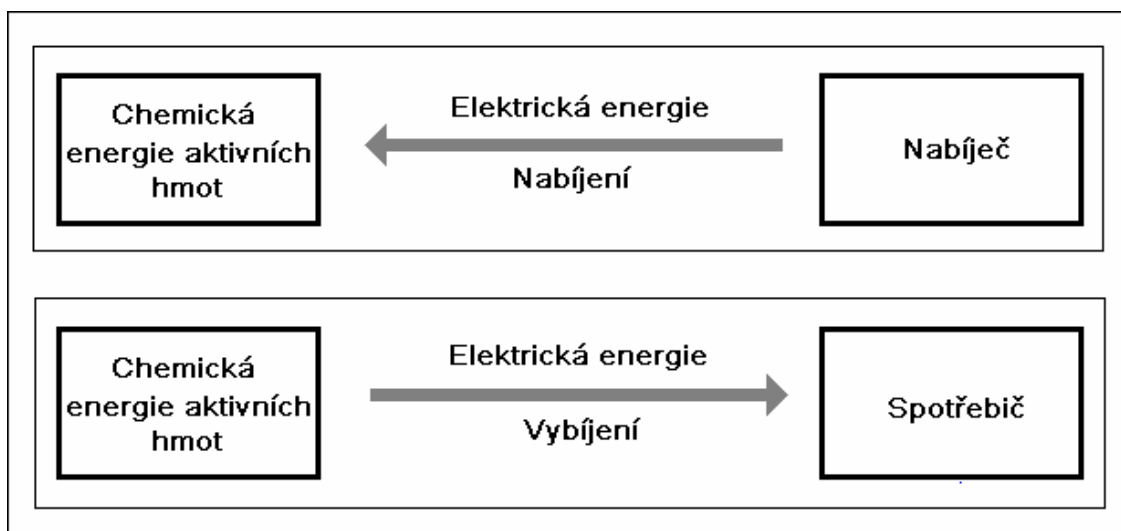 Chemická
energie aktivních
hmot
Elektrická energie
Nabíjení
Nabíječ
Chemická
energie aktivních
hmot
Elektrická energie
Vybíjení
Spotřebič